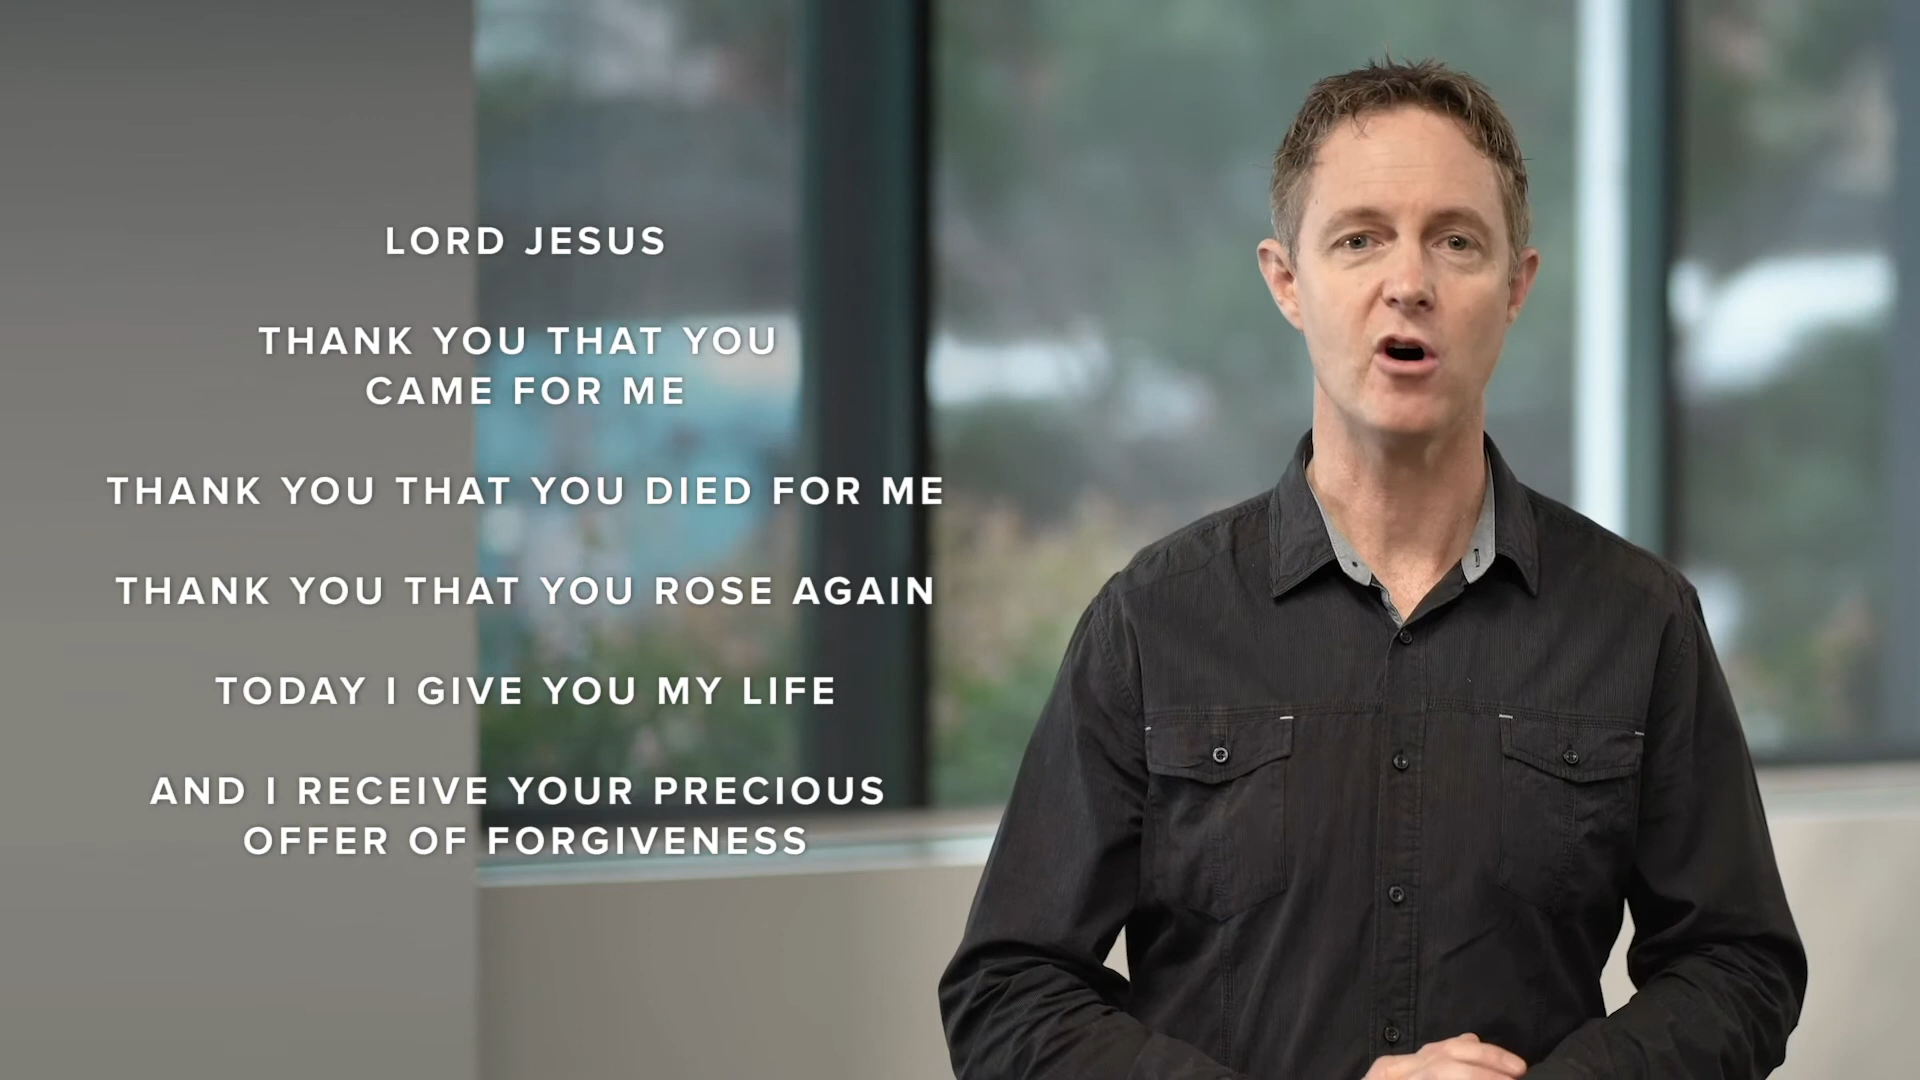 LORD JESUS
THANK YOU THAT YOU
CAME FOR ME
THANK YOU THAT YOU DIED FOR ME
THANK YOU THAT YOU ROSE AGAIN
TODAY I GIVE YOU MY LIFE
AND I RECEIVE YOUR PRECIOUS
OFFER OF FORGIVENESS